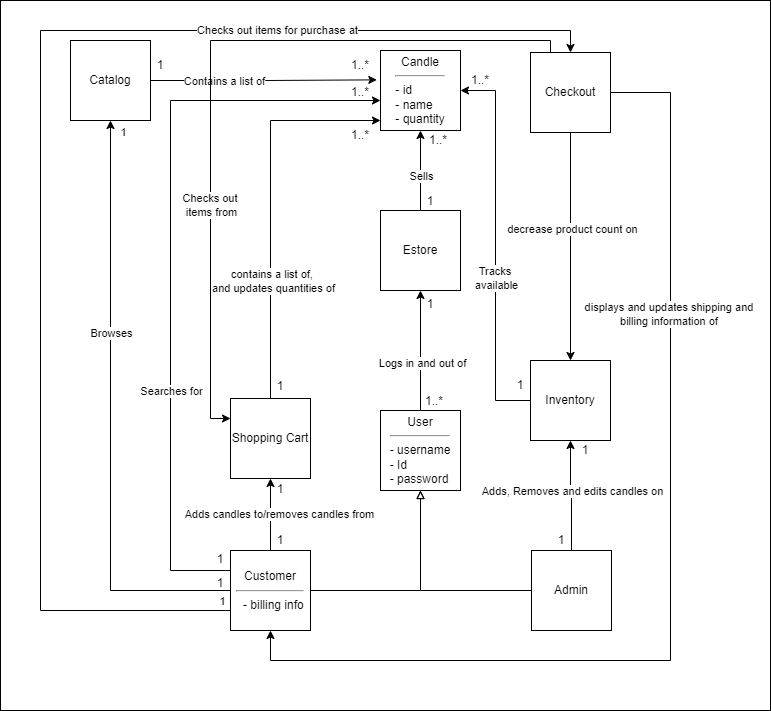 Checks out items for purchase at
Catalog
1
Contains a list of
1..*
Candle
- id
- name
- quantity
1..*
Checkout
1..*
1..*
1
1..*
Sells
1
Checks out
items from
Estore
decrease product count on
contains a list of,
and updates quantities of
Tracks
available
1
displays and updates shipping and
billing information of
Browses
Logs in and out of
Searches for
1
1..*
1
Inventory
Shopping Cart
User
- username
- Id
- password
1
1
Adds, Removes and edits candles on
Adds candles to/removes candles from
1
1
1
1
1
Customer
- billing info
Admin